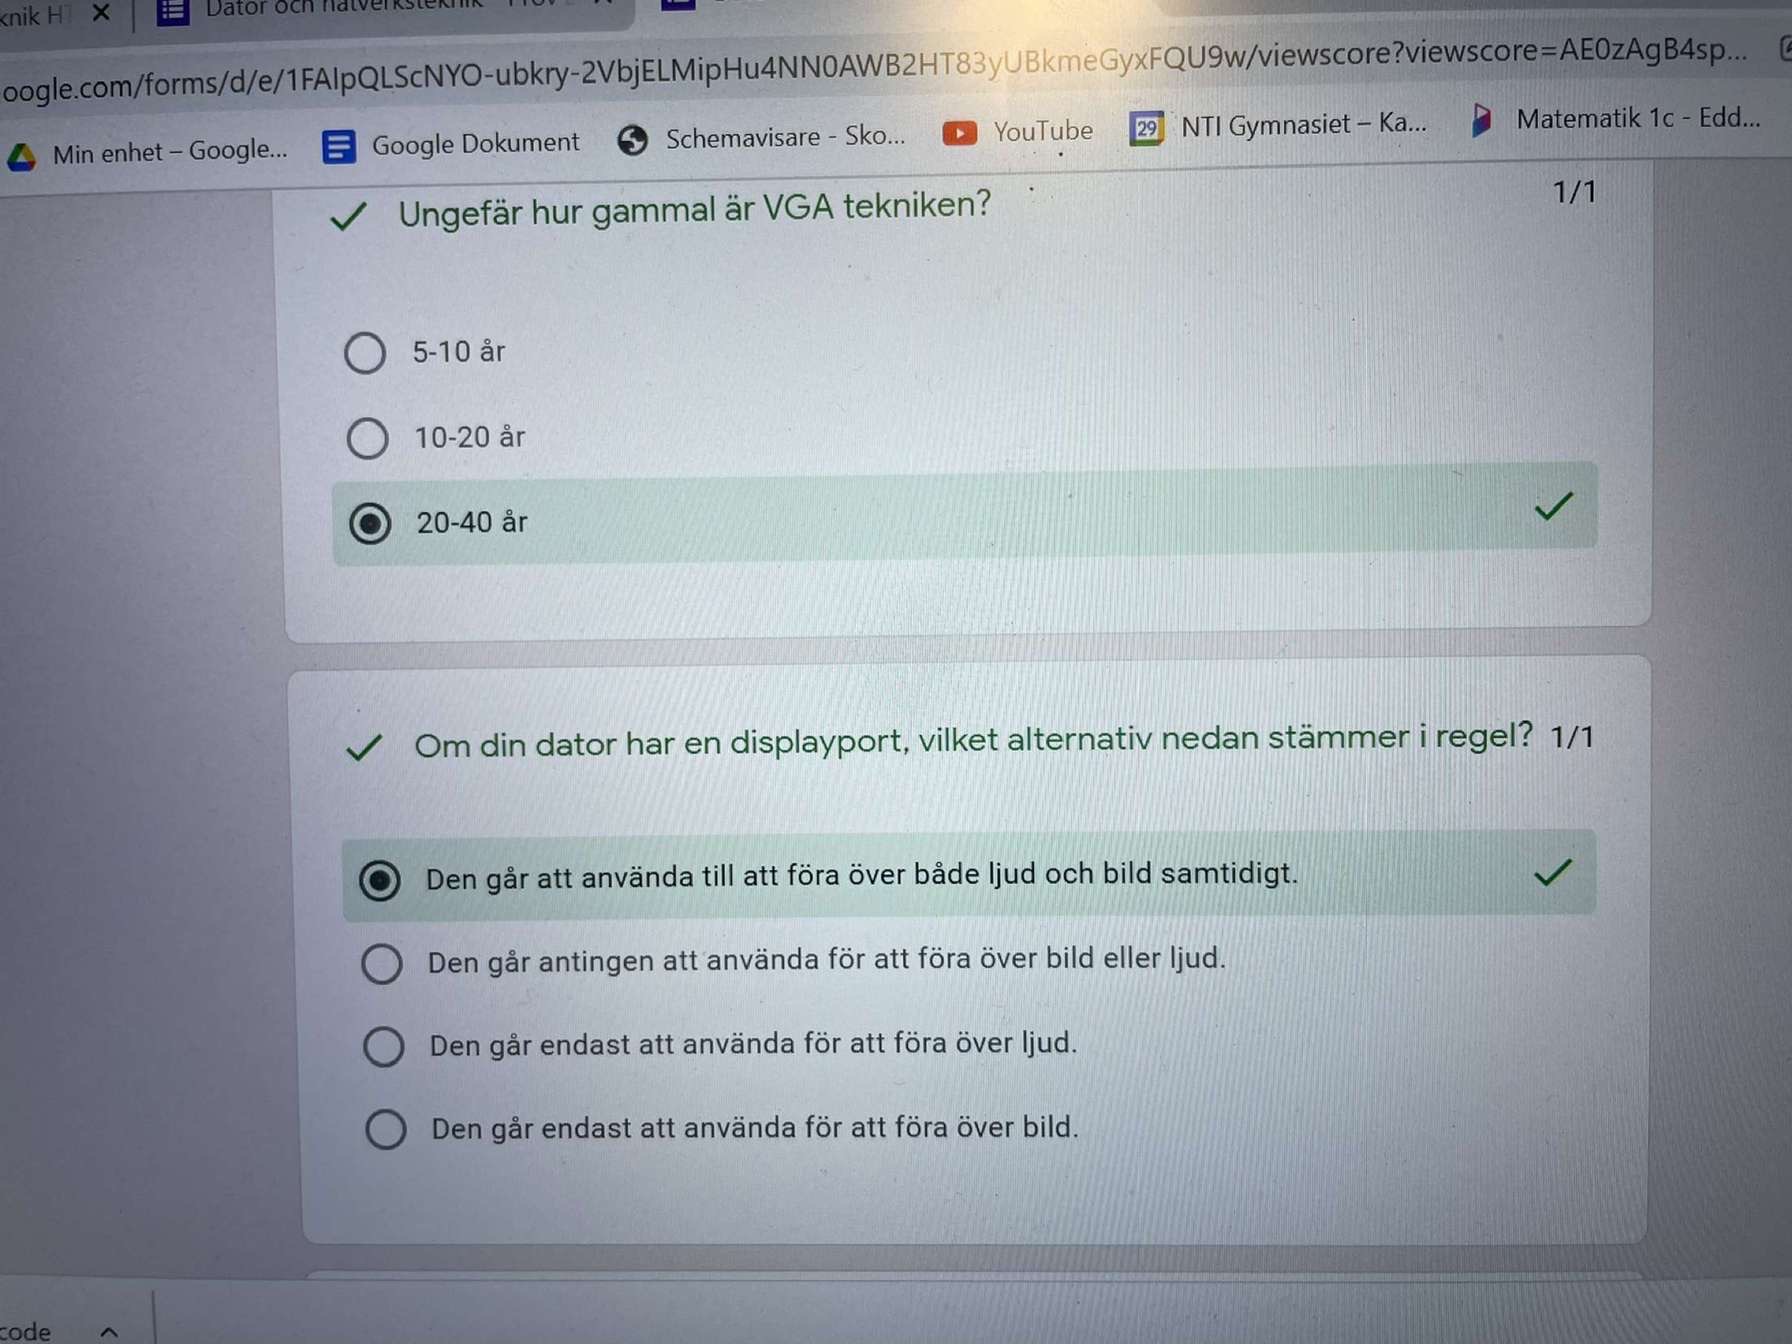 knik HT
Dator och nätverksteknik - Prov
oogle.com/forms/d/e/1FAIpQLScNYO-ubkry-2VbjELMipHu4NN0AWB2HT83yUBkmeGyxFQU9w/viewscore?viewscore=AE0zAgB4sp...
Min enhet – Google... Google Dokument Schemavisare - Sko... YouTube 29 NTI Gymnasiet – Ka... Matematik 1c - Edd...
Ungefär hur gammal är VGA tekniken? 1/1
5-10 år
10-20 år
20-40 år
Om din dator har en displayport, vilket alternativ nedan stämmer i regel? 1/1
Den går att använda till att föra över både ljud och bild samtidigt.
Den går antingen att använda för att föra över bild eller ljud.
Den går endast att använda för att föra över ljud.
Den går endast att använda för att föra över bild.
code